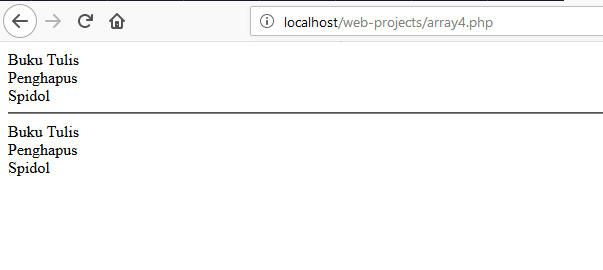 localhost/web-projects/array4.php
Buku Tulis
Penghapus
Spidol
Buku Tulis
Penghapus
Spidol